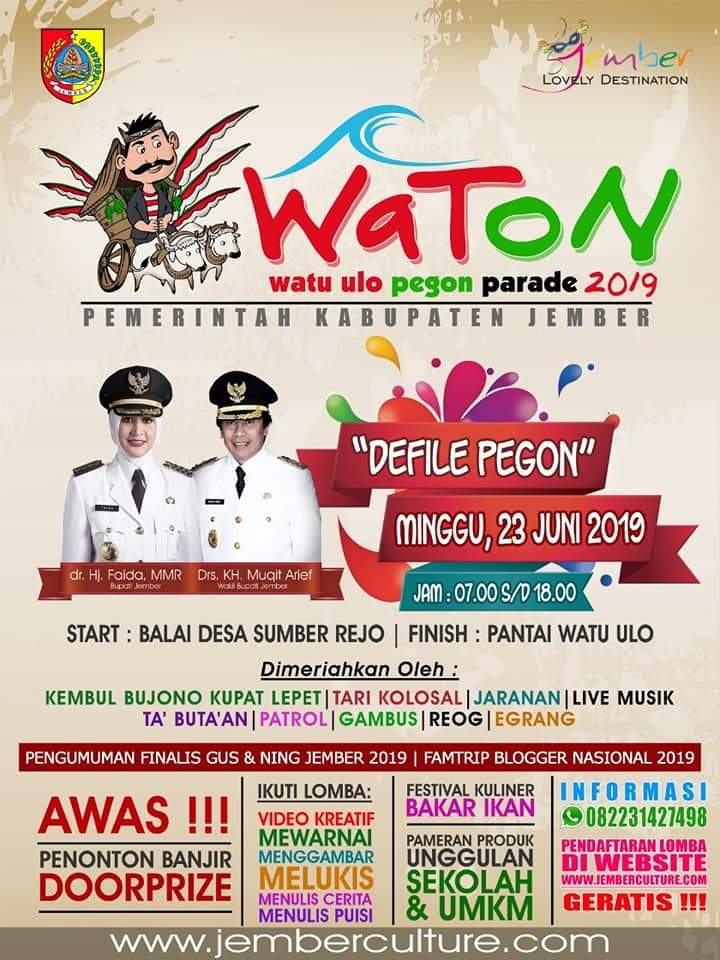 JEMBER
Jember
LOVELY DESTINATION
WaToN
watu ulo pegon parade 2019
PEMERINTAH KABUPATEN JEMBER
"DEFILE PEGON"
MINGGU, 23 JUNI 2019
JAM : 07.00 S/D 18.00
dr. Hj. Faida, MMR
Bupati Jember
Drs. KH. Muqit Arief
Wakil Bupati Jember
START : BALAI DESA SUMBER REJO | FINISH : PANTAI WATU ULO
Dimeriahkan Oleh :
KEMBUL BUJONO KUPAT LEPET|TARI KOLOSAL|JARANAN|LIVE MUSIK
TA' BUTA'AN|PATROL|GAMBUS|REOG|EGRANG
PENGUMUMAN FINALIS GUS & NING JEMBER 2019 | FAMTRIP BLOGGER NASIONAL 2019
AWAS !!!
PENONTON BANJIR
DOORPRIZE
IKUTI LOMBA:
VIDEO KREATIF
MEWARNAI
MENGGAMBAR
MELUKIS
MENULIS CERITA
MENULIS PUISI
FESTIVAL KULINER
BAKAR IKAN
PAMERAN PRODUK
UNGGULAN
SEKOLAH
& UMKM
INFORMASI
082231427498
PENDAFTARAN LOMBA
DI WEBSITE
WWW.JEMBERCULTURE.COM
GERATIS !!!
www.jemberculture.com